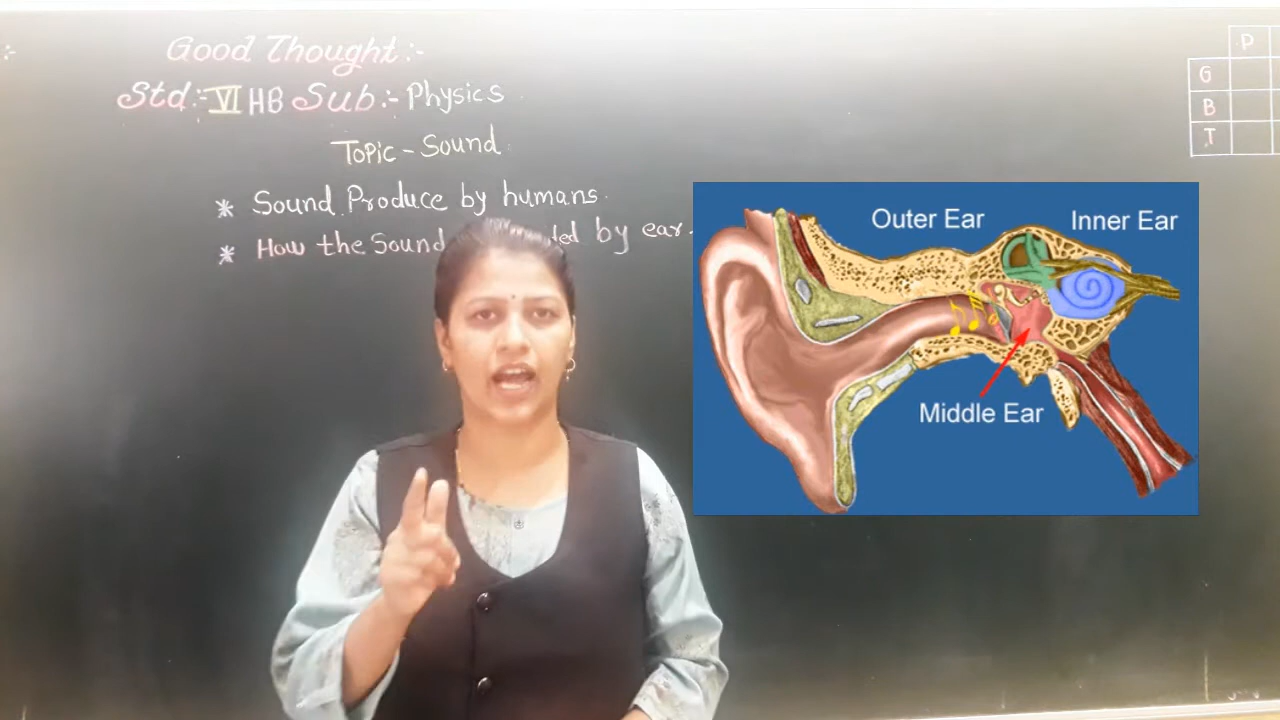 :-
Good Thought :-
Std:- VI HB Sub:- Physics
Topic - Sound
* Sound Produce by humans.
* How the Sound by ear.
P
G
B
T
Outer Ear
Inner Ear
Middle Ear